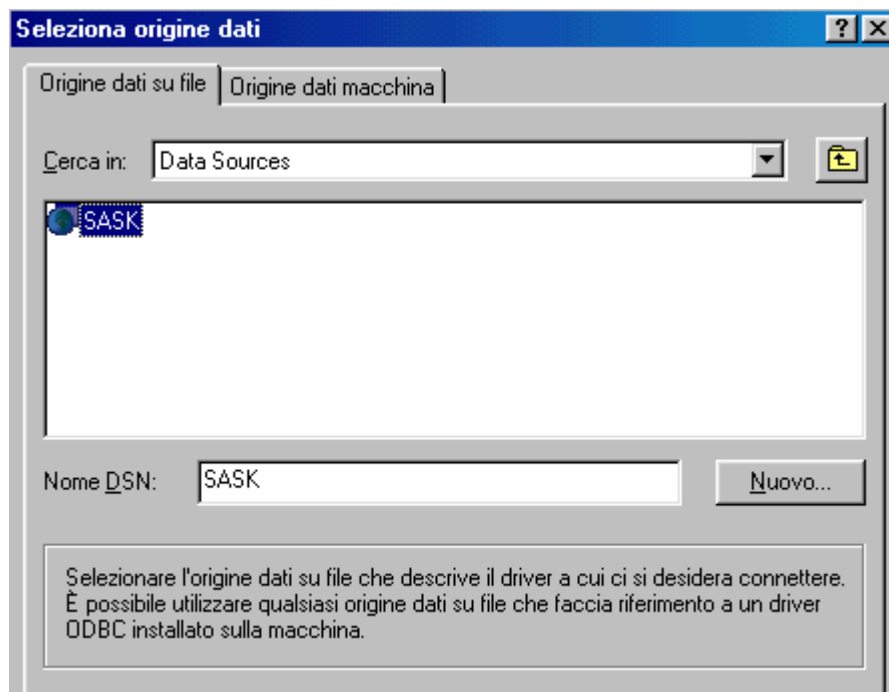 Seleziona origine dati
Origine dati su file
Origine dati macchina
Cerca in:
Data Sources
SASK
Nome DSN:
SASK
Nuovo...
Selezionare l'origine dati su file che descrive il driver a cui ci si desidera connettere.
È possibile utilizzare qualsiasi origine dati su file che faccia riferimento a un driver
ODBC installato sulla macchina.